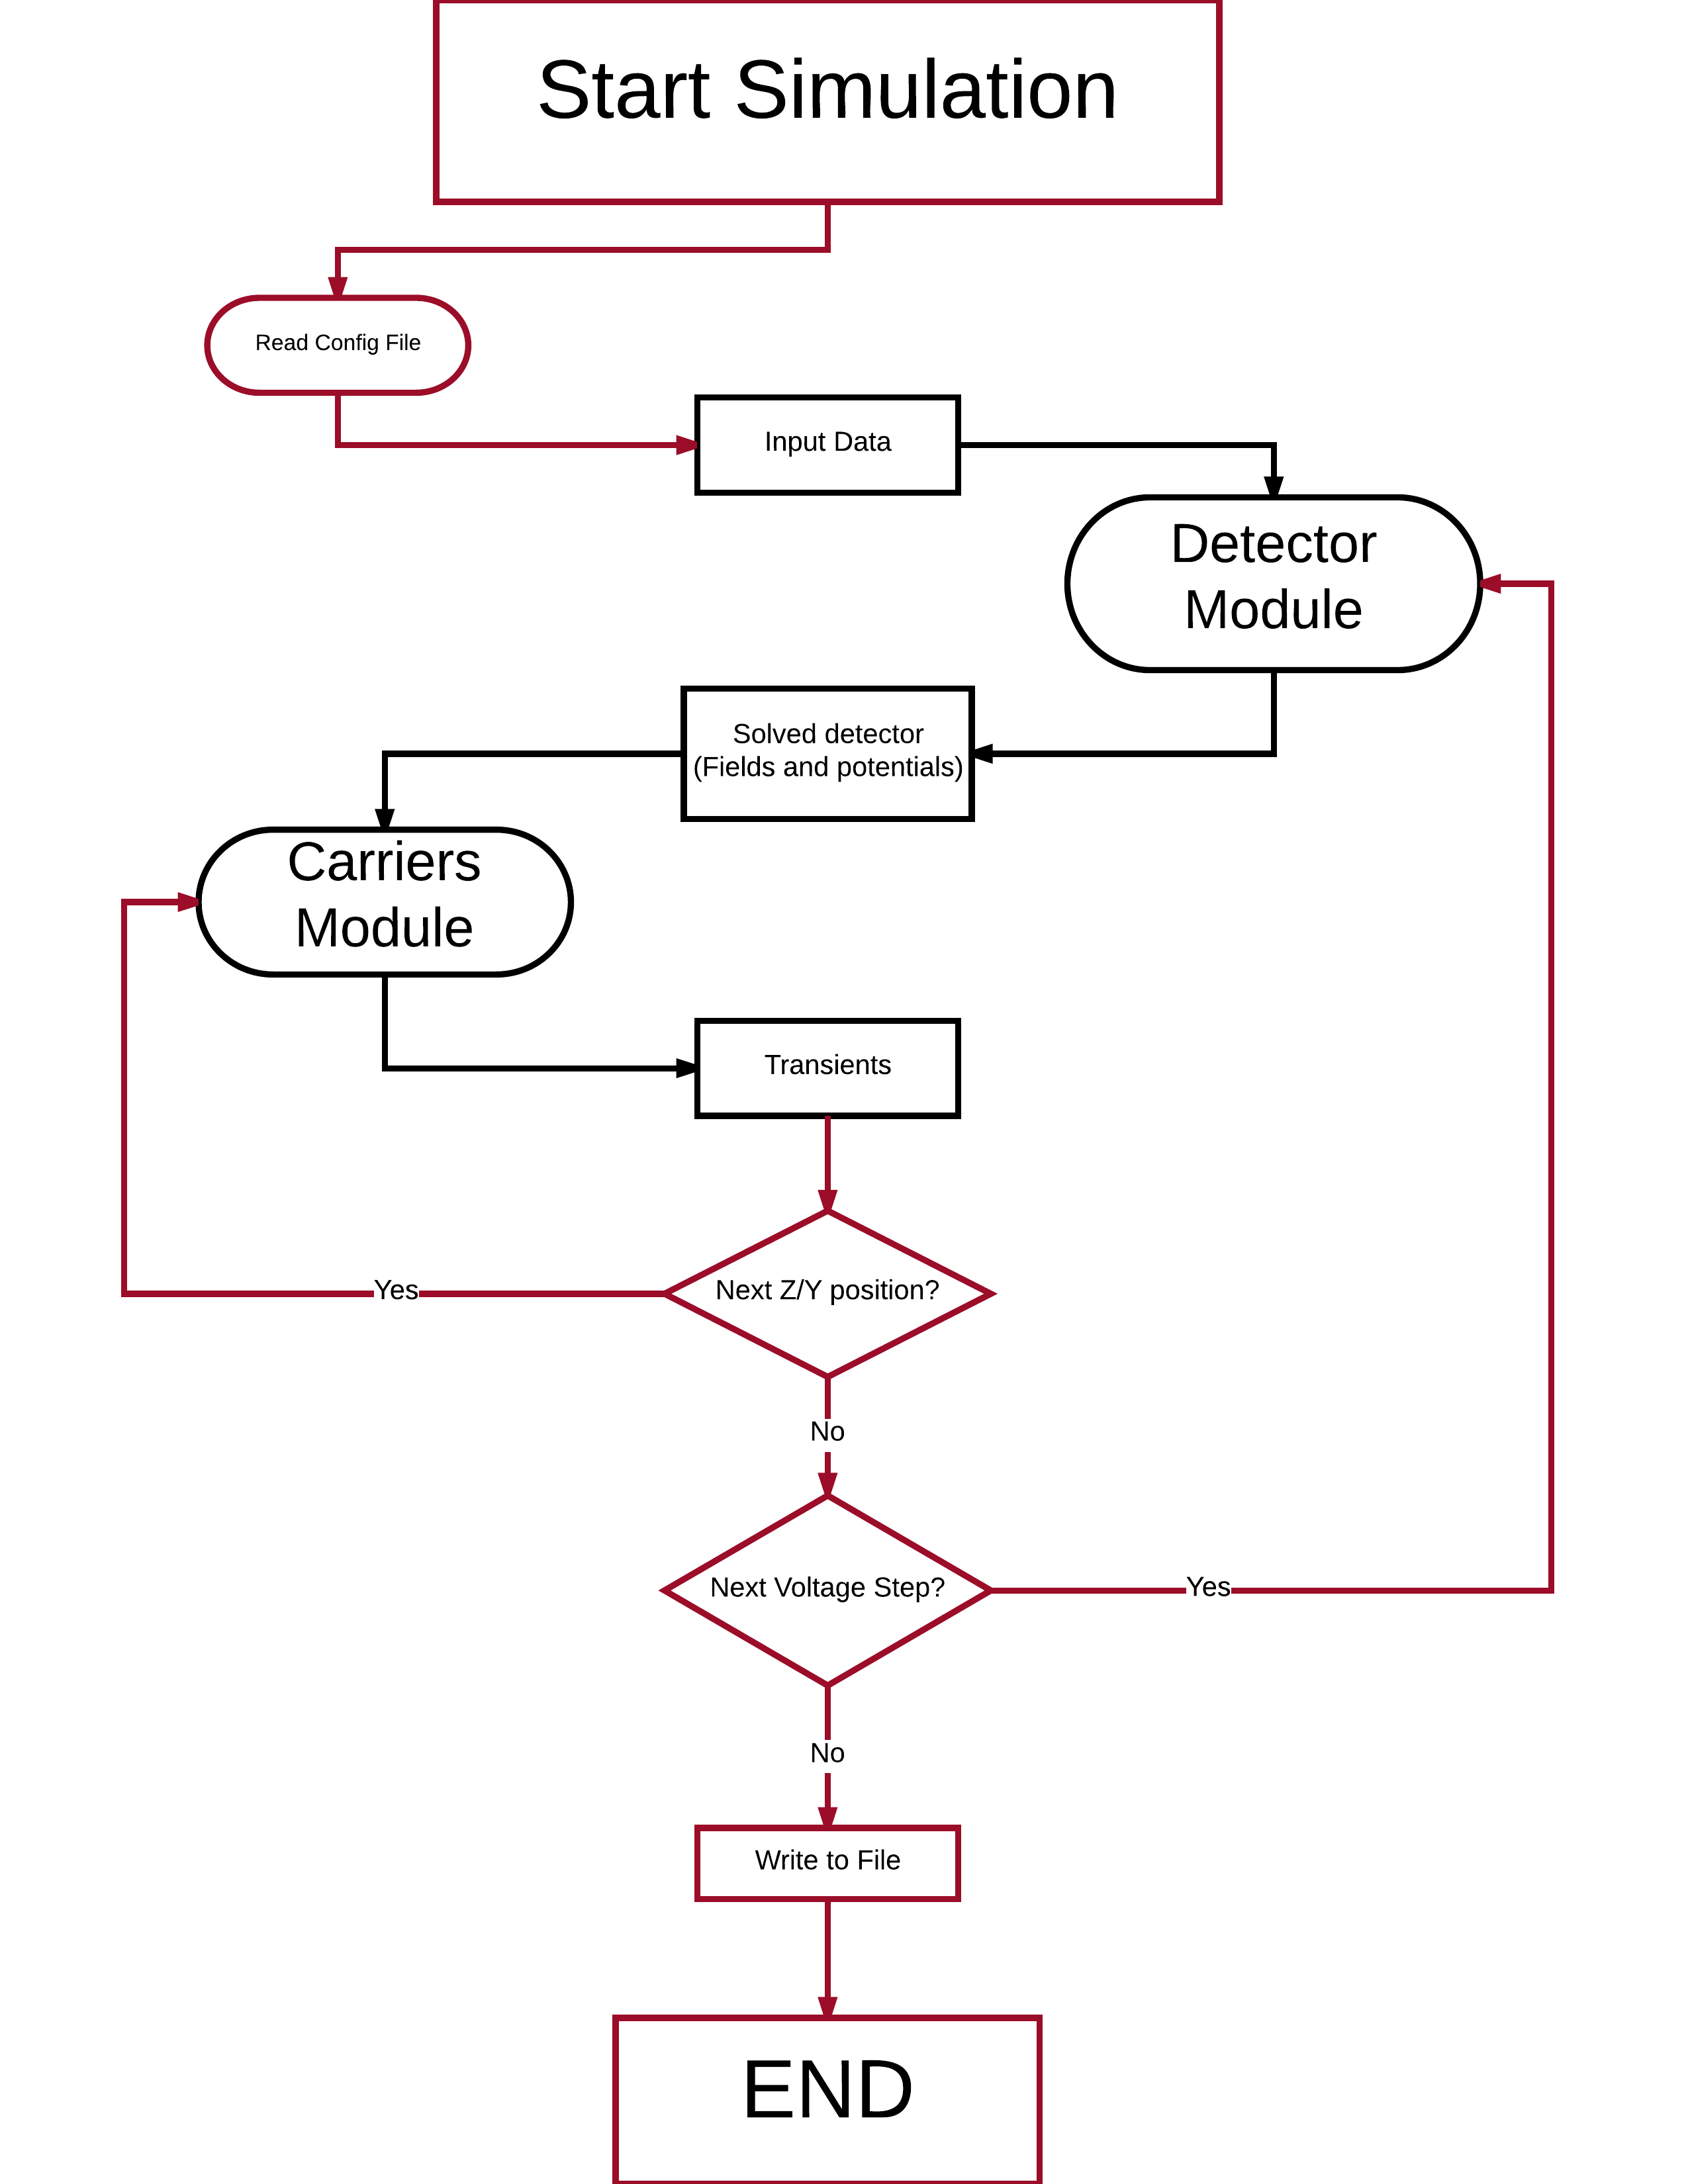 Start Simulation
Read Config File
Input Data
Detector
Module
Solved detector
(Fields and potentials)
Carriers
Module
Transients
Next Z/Y position?
Yes
No
Next Voltage Step?
Yes
No
Write to File
END